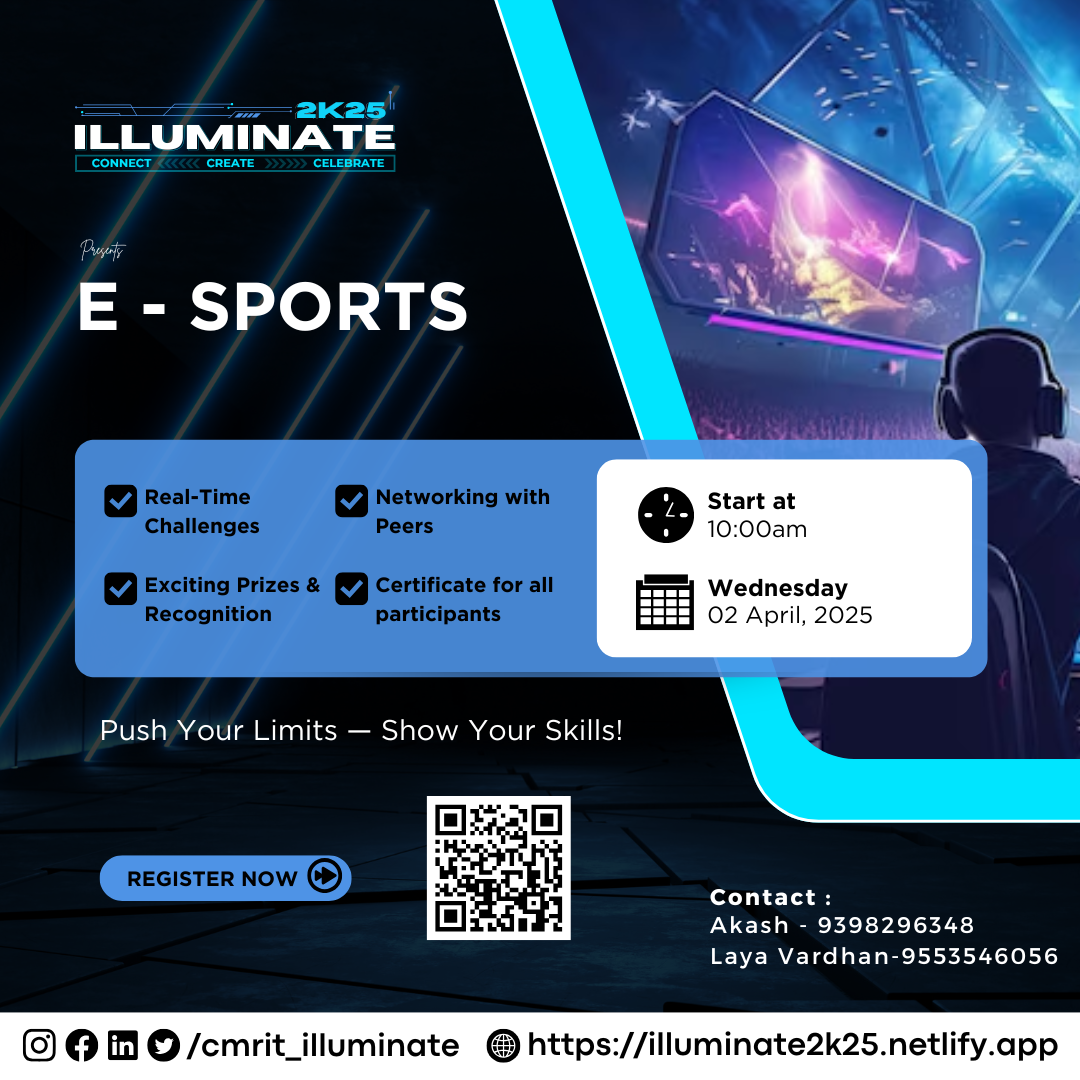 2K25
ILLUMINATE
CONNECT <<<<< CREATE >>>>> CELEBRATE
Presents
E - SPORTS
Real-Time
Challenges
Networking with
Peers
Exciting Prizes &
Recognition
Certificate for all
participants
Start at
10:00am
Wednesday
02 April, 2025
Push Your Limits — Show Your Skills!
REGISTER NOW
Contact :
Akash - 9398296348
Laya Vardhan-9553546056
/cmrit_illuminate
https://illuminate2k25.netlify.app